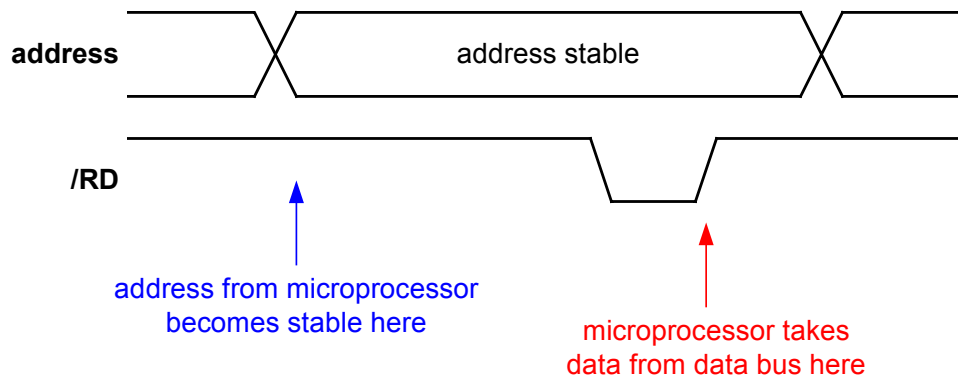 address
address stable
/RD
address from microprocessor
becomes stable here
microprocessor takes
data from data bus here